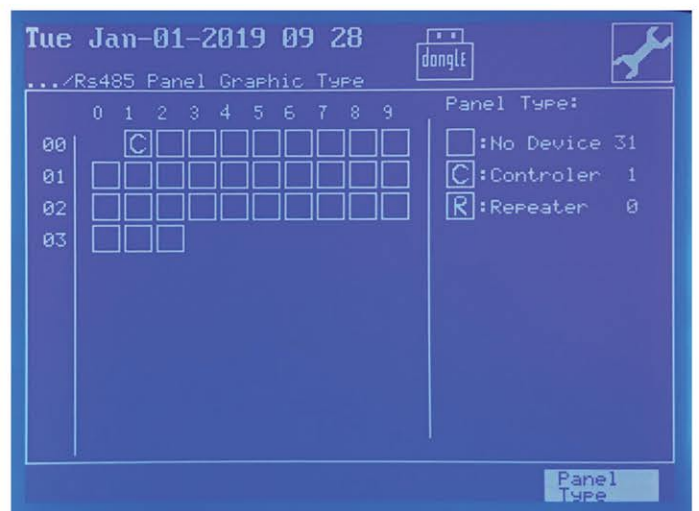 Tue Jan-01-2019 09 28
dongle
.../Rs485 Panel Graphic Type
0 1 2 3 4 5 6 7 8 9
00 C
01
02
03
Panel Type:
:No Device 31
C :Controler 1
R :Repeater 0
Panel
Type